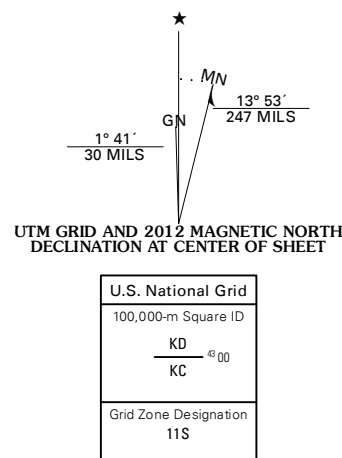 ★
MN
GN
13° 53´
247 MILS
1° 41´
30 MILS
UTM GRID AND 2012 MAGNETIC NORTH
DECLINATION AT CENTER OF SHEET
U.S. National Grid
100,000-m Square ID
KD
43 00
KC
Grid Zone Designation
11S